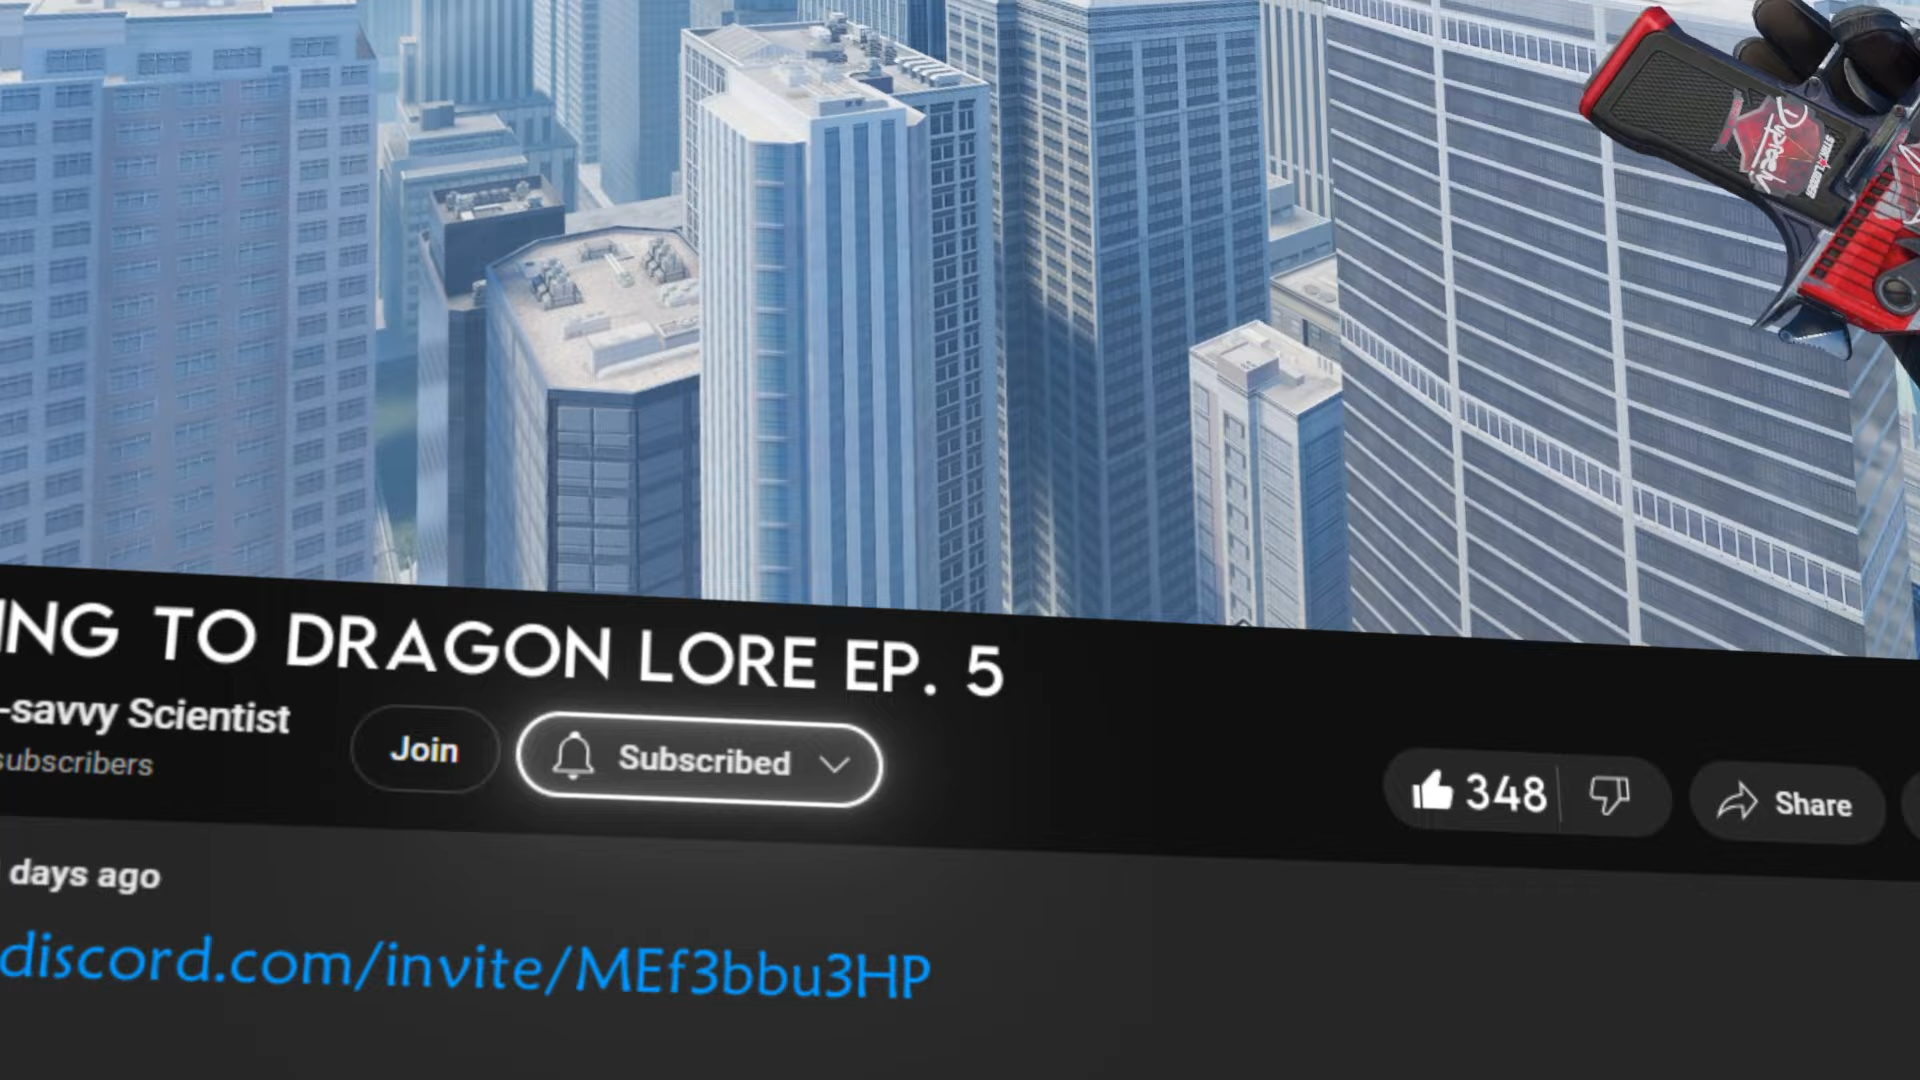 Dupreeh
ING TO DRAGON LORE EP. 5
-savvy Scientist
subscribers
Join
Subscribed
348
Share
days ago
discord.com/invite/MEf3bbu3HP